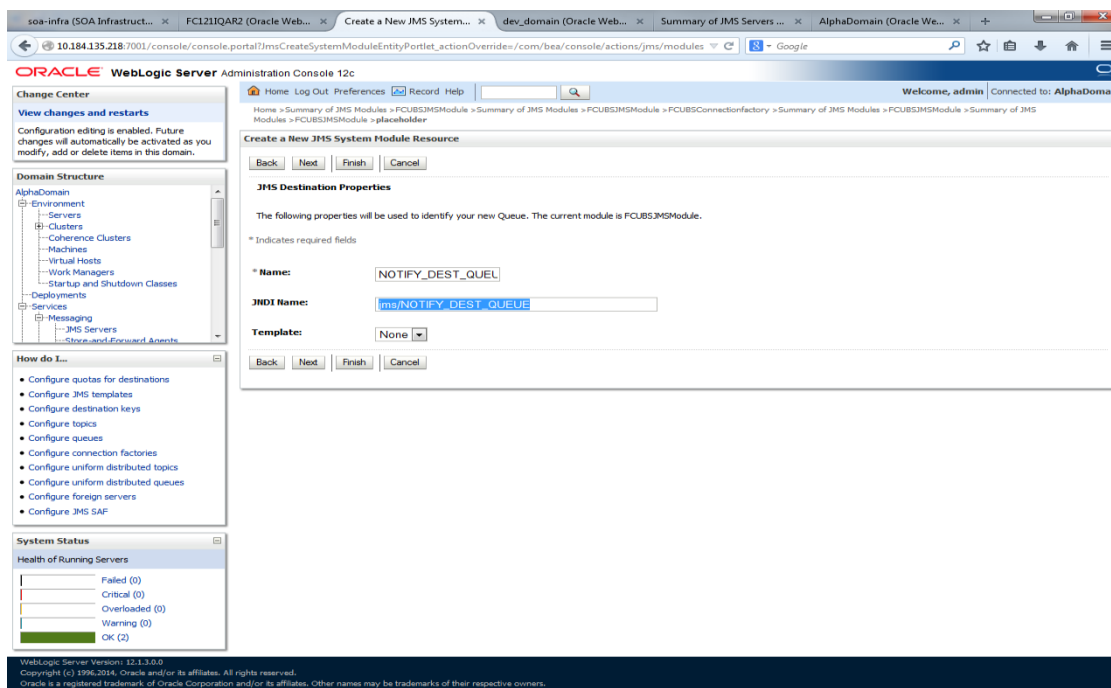 soa-infra (SOA Infrastruct... × FC121IQAR2 (Oracle Web... × Create a New JMS System... × dev_domain (Oracle Web... × Summary of JMS Servers ... × AlphaDomain (Oracle We... × +
10.184.135.218:7001/console/console.portal?JmsCreateSystemModuleEntityPortlet_actionOverride=/com/bea/console/actions/jms/modules
Google
ORACLE WebLogic Server Administration Console 12c
Change Center
View changes and restarts
Configuration editing is enabled. Future
changes will automatically be activated as you
modify, add or delete items in this domain.
Domain Structure
AlphaDomain
Environment
Servers
Clusters
Coherence Clusters
Machines
Virtual Hosts
Work Managers
Startup and Shutdown Classes
Deployments
Services
Messaging
JMS Servers
Store-and-Forward Agents
How do I...
Configure quotas for destinations
Configure JMS templates
Configure destination keys
Configure topics
Configure queues
Configure connection factories
Configure uniform distributed topics
Configure uniform distributed queues
Configure foreign servers
Configure JMS SAF
System Status
Health of Running Servers
Failed (0)
Critical (0)
Overloaded (0)
Warning (0)
OK (2)
Home Log Out Preferences Record Help
Welcome, admin Connected to: AlphaDoma
Home >Summary of JMS Modules >FCUBSJMSModule >Summary of JMS Modules >FCUBSJMSModule >FCUBSConnectionfactory >Summary of JMS Modules >FCUBSJMSModule >Summary of JMS
Modules >FCUBSJMSModule >placeholder
Create a New JMS System Module Resource
Back Next Finish Cancel
JMS Destination Properties
The following properties will be used to identify your new Queue. The current module is FCUBSJMSModule.
* Indicates required fields
* Name: NOTIFY_DEST_QUEU
JNDI Name: jms/NOTIFY_DEST_QUEUE
Template: None
Back Next Finish Cancel
WebLogic Server Version: 12.1.3.0.0
Copyright (c) 1996,2014, Oracle and/or its affiliates. All rights reserved.
Oracle is a registered trademark of Oracle Corporation and/or its affiliates. Other names may be trademarks of their respective owners.